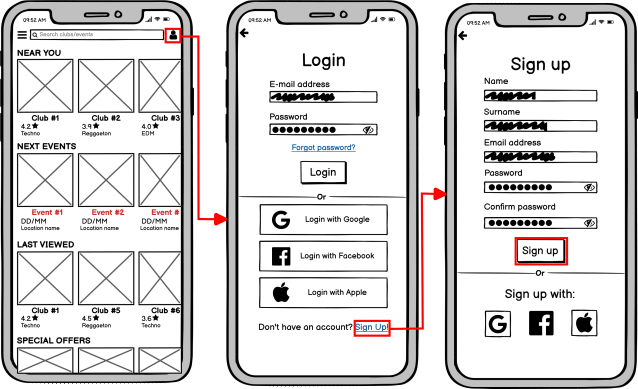 09:52 AM
Search clubs/events
NEAR YOU
Club #1 Club #2 Club #3
4.2 3.9 4.0
Techno Reggaeton EDM
NEXT EVENTS
Event #1 Event #2 Event #
DD/MM DD/MM DD/MM
Location name Location name Location name
LAST VIEWED
Club #1 Club #5 Club #6
4.2 4.5 3.6
Techno Reggaeton Techno
SPECIAL OFFERS
09:52 AM
Login
E-mail address
Password
Forgot password?
Login
Or
Login with Google
Login with Facebook
Login with Apple
Don't have an account? Sign Up!
09:52 AM
Sign up
Name
Surname
Email address
Password
Confirm password
Sign up
Or
Sign up with: